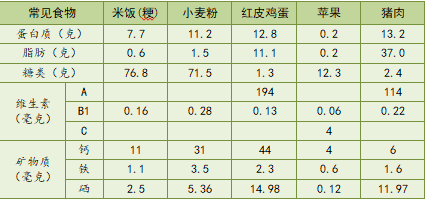 常见食物 米饭(粳) 小麦粉 红皮鸡蛋 苹果 猪肉
蛋白质（克） 7.7 11.2 12.8 0.2 13.2
脂肪（克） 0.6 1.5 11.1 0.2 37.0
糖类（克） 76.8 71.5 1.3 12.3 2.4
维生素（毫克） A 194 114
B1 0.16 0.28 0.13 0.06 0.22
C 4
矿物质（毫克） 钙 11 31 44 4 6
铁 1.1 3.5 2.3 0.6 1.6
硒 2.5 5.36 14.98 0.12 11.97